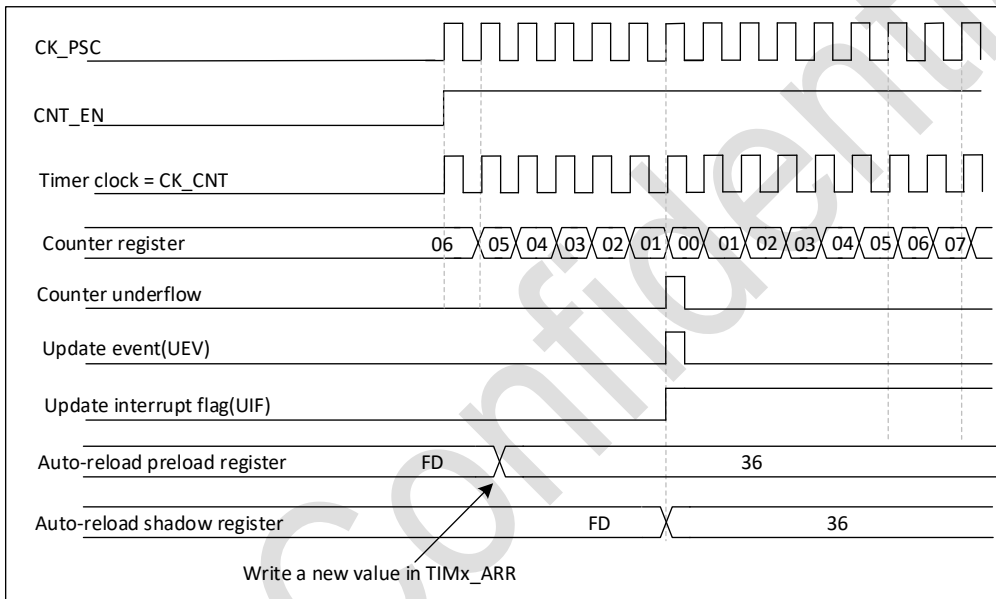 CK_PSC
CNT_EN
Timer clock = CK_CNT
Counter register 06 05 04 03 02 01 00 01 02 03 04 05 06 07
Counter underflow
Update event(UEV)
Update interrupt flag(UIF)
Auto-reload preload register FD 36
Auto-reload shadow register FD 36
Write a new value in TIMx_ARR
Confidenti